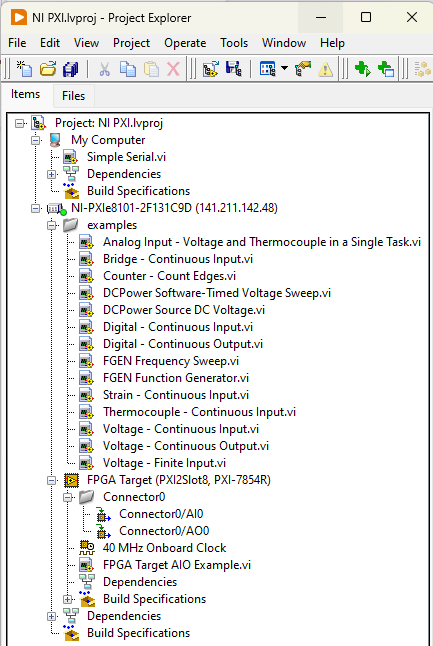 NI PXI.lvproj - Project Explorer
File Edit View Project Operate Tools Window Help
Items Files
Project: NI PXI.lvproj
My Computer
Simple Serial.vi
Dependencies
Build Specifications
NI-PXIe8101-2F131C9D (141.211.142.48)
examples
Analog Input - Voltage and Thermocouple in a Single Task.vi
Bridge - Continuous Input.vi
Counter - Count Edges.vi
DCPower Software-Timed Voltage Sweep.vi
DCPower Source DC Voltage.vi
Digital - Continuous Input.vi
Digital - Continuous Output.vi
FGEN Frequency Sweep.vi
FGEN Function Generator.vi
Strain - Continuous Input.vi
Thermocouple - Continuous Input.vi
Voltage - Continuous Input.vi
Voltage - Continuous Output.vi
Voltage - Finite Input.vi
FPGA Target (PXI2Slot8, PXI-7854R)
Connector0
Connector0/AI0
Connector0/AO0
40 MHz Onboard Clock
FPGA Target AIO Example.vi
Dependencies
Build Specifications
Dependencies
Build Specifications